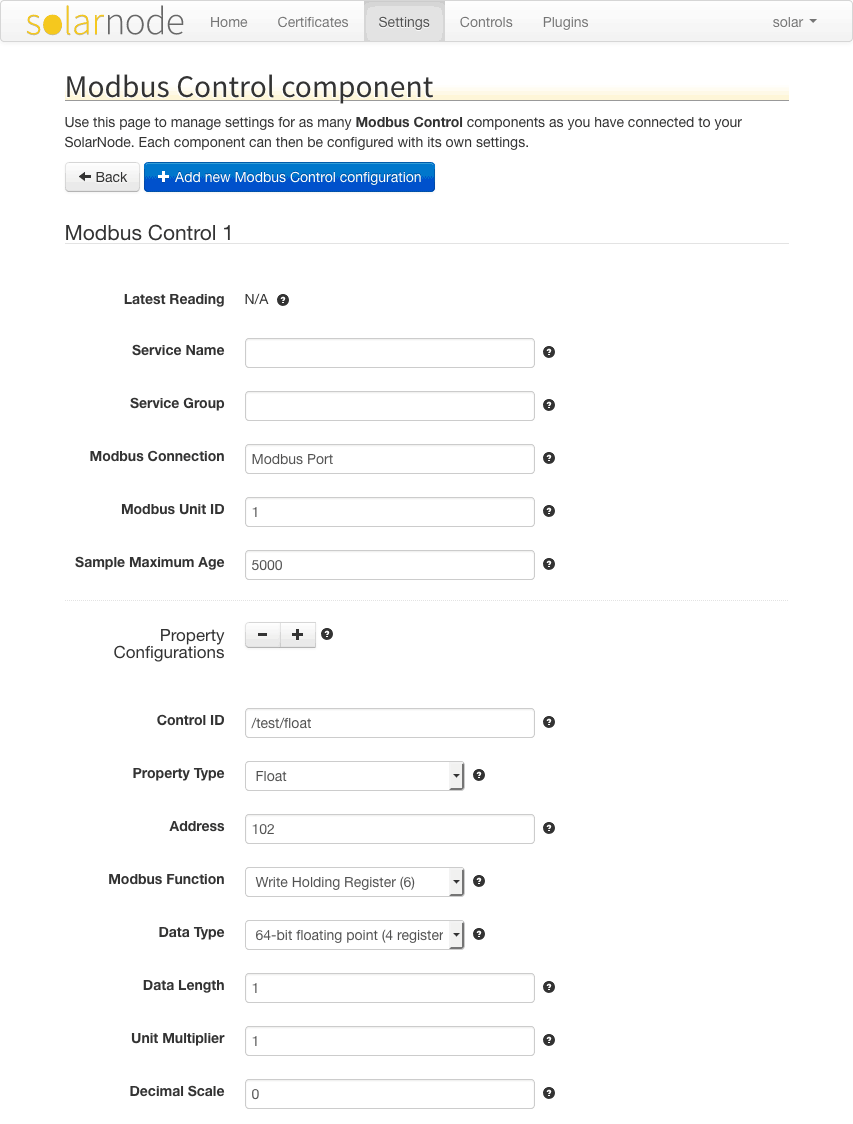 solarnode Home Certificates Settings Controls Plugins solar
Modbus Control component
Use this page to manage settings for as many Modbus Control components as you have connected to your
SolarNode. Each component can then be configured with its own settings.
Back + Add new Modbus Control configuration
Modbus Control 1
Latest Reading N/A ?
Service Name ?
Service Group ?
Modbus Connection Modbus Port ?
Modbus Unit ID 1 ?
Sample Maximum Age 5000 ?
Property
Configurations - + ?
Control ID /test/float ?
Property Type Float ?
Address 102 ?
Modbus Function Write Holding Register (6) ?
Data Type 64-bit floating point (4 register ?
Data Length 1 ?
Unit Multiplier 1 ?
Decimal Scale 0 ?